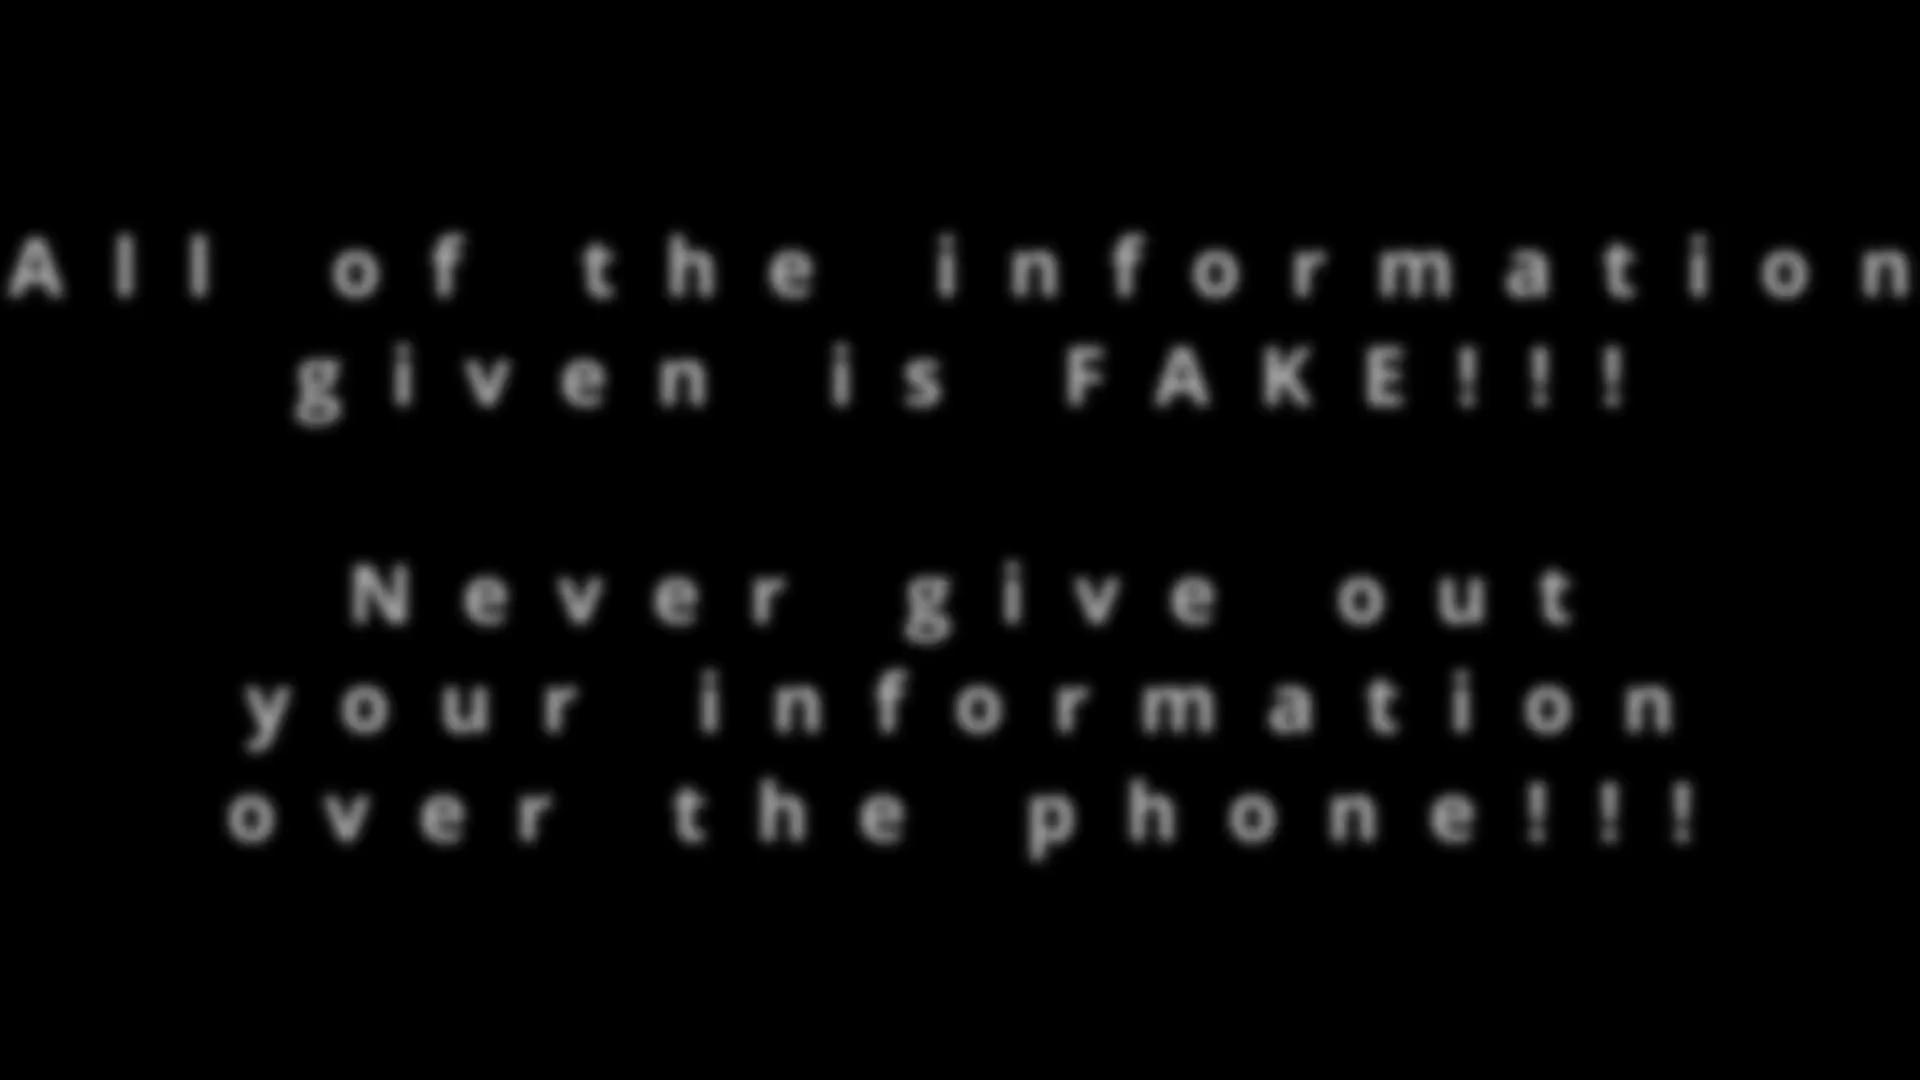 All of the information
given is FAKE!!!
Never give out
your information
over the phone!!!